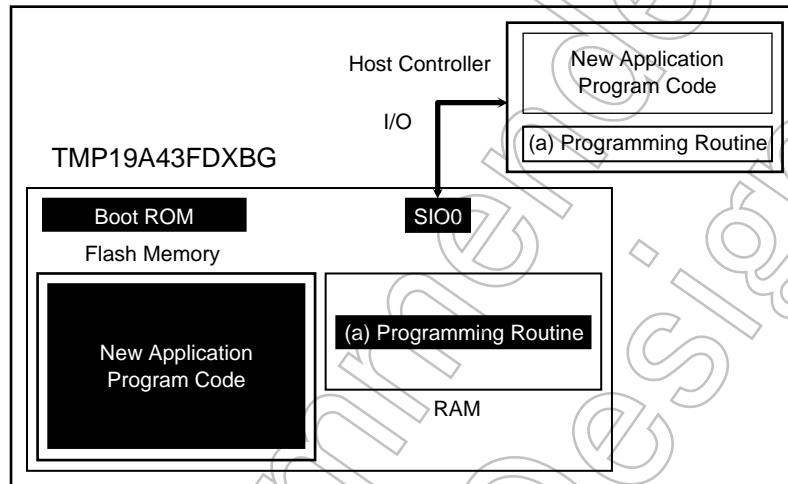 Host Controller
New Application
Program Code
I/O
(a) Programming Routine
TMP19A43FDXBG
Boot ROM
SIO0
Flash Memory
New Application
Program Code
(a) Programming Routine
RAM